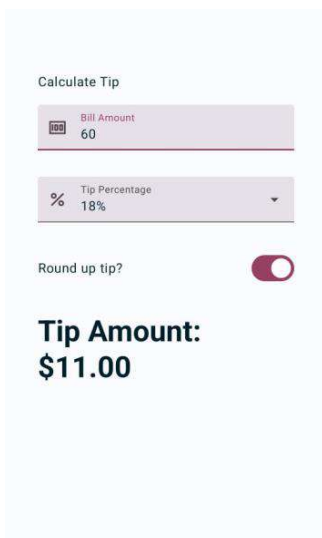 Calculate Tip
Bill Amount
60
Tip Percentage
18%
Round up tip?
Tip Amount:
$11.00